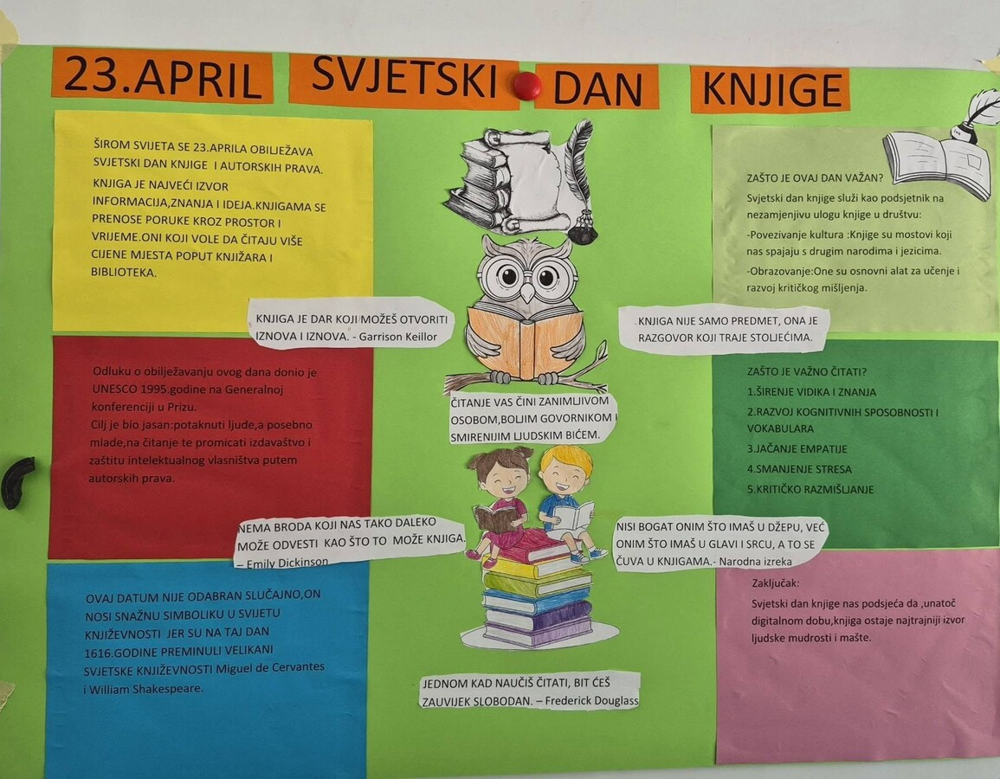 23.APRIL SVJETSKI DAN KNJIGE
ŠIROM SVIJETA SE 23.APRILA OBILJEŽAVA
SVJETSKI DAN KNJIGE I AUTORSKIH PRAVA.
KNJIGA JE NAJVEĆI IZVOR
INFORMACIJA,ZNANJA I IDEJA.KNJIGAMA SE
PRENOSE PORUKE KROZ PROSTOR I
VRIJEME.ONI KOJI VOLE DA ČITAJU VIŠE
CIJENE MJESTA POPUT KNJIŽARA I
BIBLIOTEKA.
Odluku o obilježavanju ovog dana donio je
UNESCO 1995.godine na Generalnoj
konferenciji u Prizu.
Cilj je bio jasan:potaknuti ljude,a posebno
mlade,na čitanje te promicati izdavaštvo i
zaštitu intelektualnog vlasništva putem
autorskih prava.
OVAJ DATUM NIJE ODABRAN SLUČAJNO,ON
NOSI SNAŽNU SIMBOLIKU U SVIJETU
KNJIŽEVNOSTI JER SU NA TAJ DAN
1616.GODINE PREMINULI VELIKANI
SVJETSKE KNJIŽEVNOSTI Miguel de Cervantes
i William Shakespeare.
KNJIGA JE DAR KOJI MOŽEŠ OTVORITI
IZNOVA I IZNOVA. - Garrison Keillor
ČITANJE VAS ČINI ZANIMLJIVOM
OSOBOM,BOLJIM GOVORNIKOM I
SMIRENIJIM LJUDSKIM BIĆEM.
NEMA BRODA KOJI NAS TAKO DALEKO
MOŽE ODVESTI KAO ŠTO TO MOŽE KNJIGA.
– Emily Dickinson
JEDNOM KAD NAUČIŠ ČITATI, BIT ĆEŠ
ZAUVIJEK SLOBODAN. – Frederick Douglass
KNJIGA NIJE SAMO PREDMET, ONA JE
RAZGOVOR KOJI TRAJE STOLJEĆIMA.
NISI BOGAT ONIM ŠTO IMAŠ U DŽEPU, VEĆ
ONIM ŠTO IMAŠ U GLAVI I SRCU, A TO SE
ČUVA U KNJIGAMA.- Narodna izreka
ZAŠTO JE OVAJ DAN VAŽAN?
Svjetski dan knjige služi kao podsjetnik na
nezamjenjivu ulogu knjige u društvu:
-Povezivanje kultura :Knjige su mostovi koji
nas spajaju s drugim narodima i jezicima.
-Obrazovanje:One su osnovni alat za učenje i
razvoj kritičkog mišljenja.
ZAŠTO JE VAŽNO ČITATI?
1.ŠIRENJE VIDIKA I ZNANJA
2.RAZVOJ KOGNITIVNIH SPOSOBNOSTI I
VOKABULARA
3.JAČANJE EMPATIJE
4.SMANJENJE STRESA
5.KRITIČKO RAZMIŠLJANJE
Zaključak:
Svjetski dan knjige nas podsjeća da ,unatoč
digitalnom dobu,knjiga ostaje najtrajniji izvor
ljudske mudrosti i mašte.